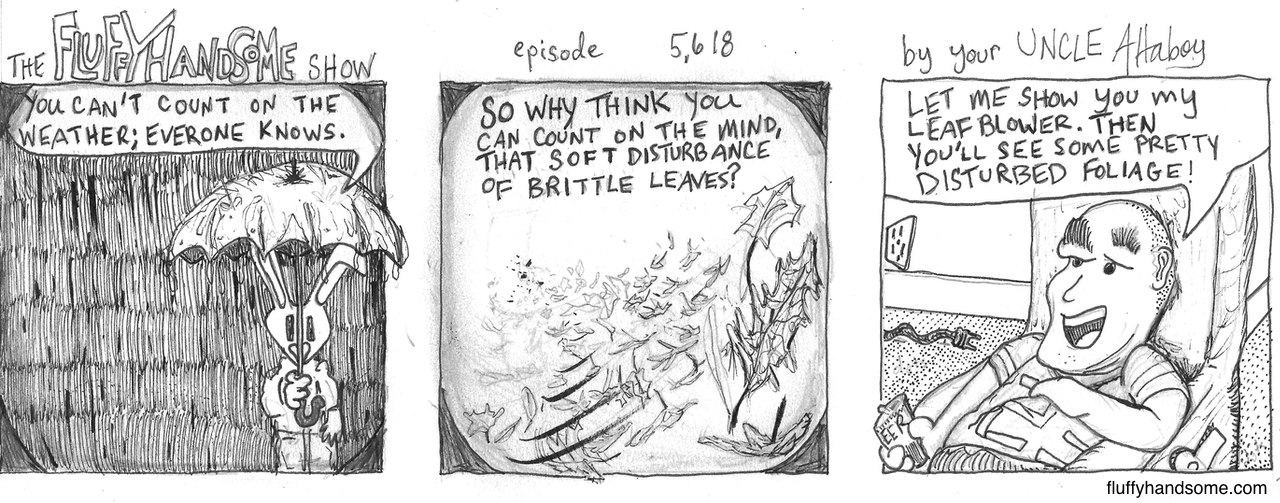 THE FLUFFYHANDSOME SHOW
episode 5,618
by your UNCLE Attaboy
YOU CAN'T COUNT ON THE
WEATHER; EVERONE KNOWS.
SO WHY THINK YOU
CAN COUNT ON THE MIND,
THAT SOFT DISTURBANCE
OF BRITTLE LEAVES?
LET ME SHOW YOU MY
LEAF BLOWER. THEN
YOU'LL SEE SOME PRETTY
DISTURBED FOLIAGE!
EER
fluffyhandsome.com